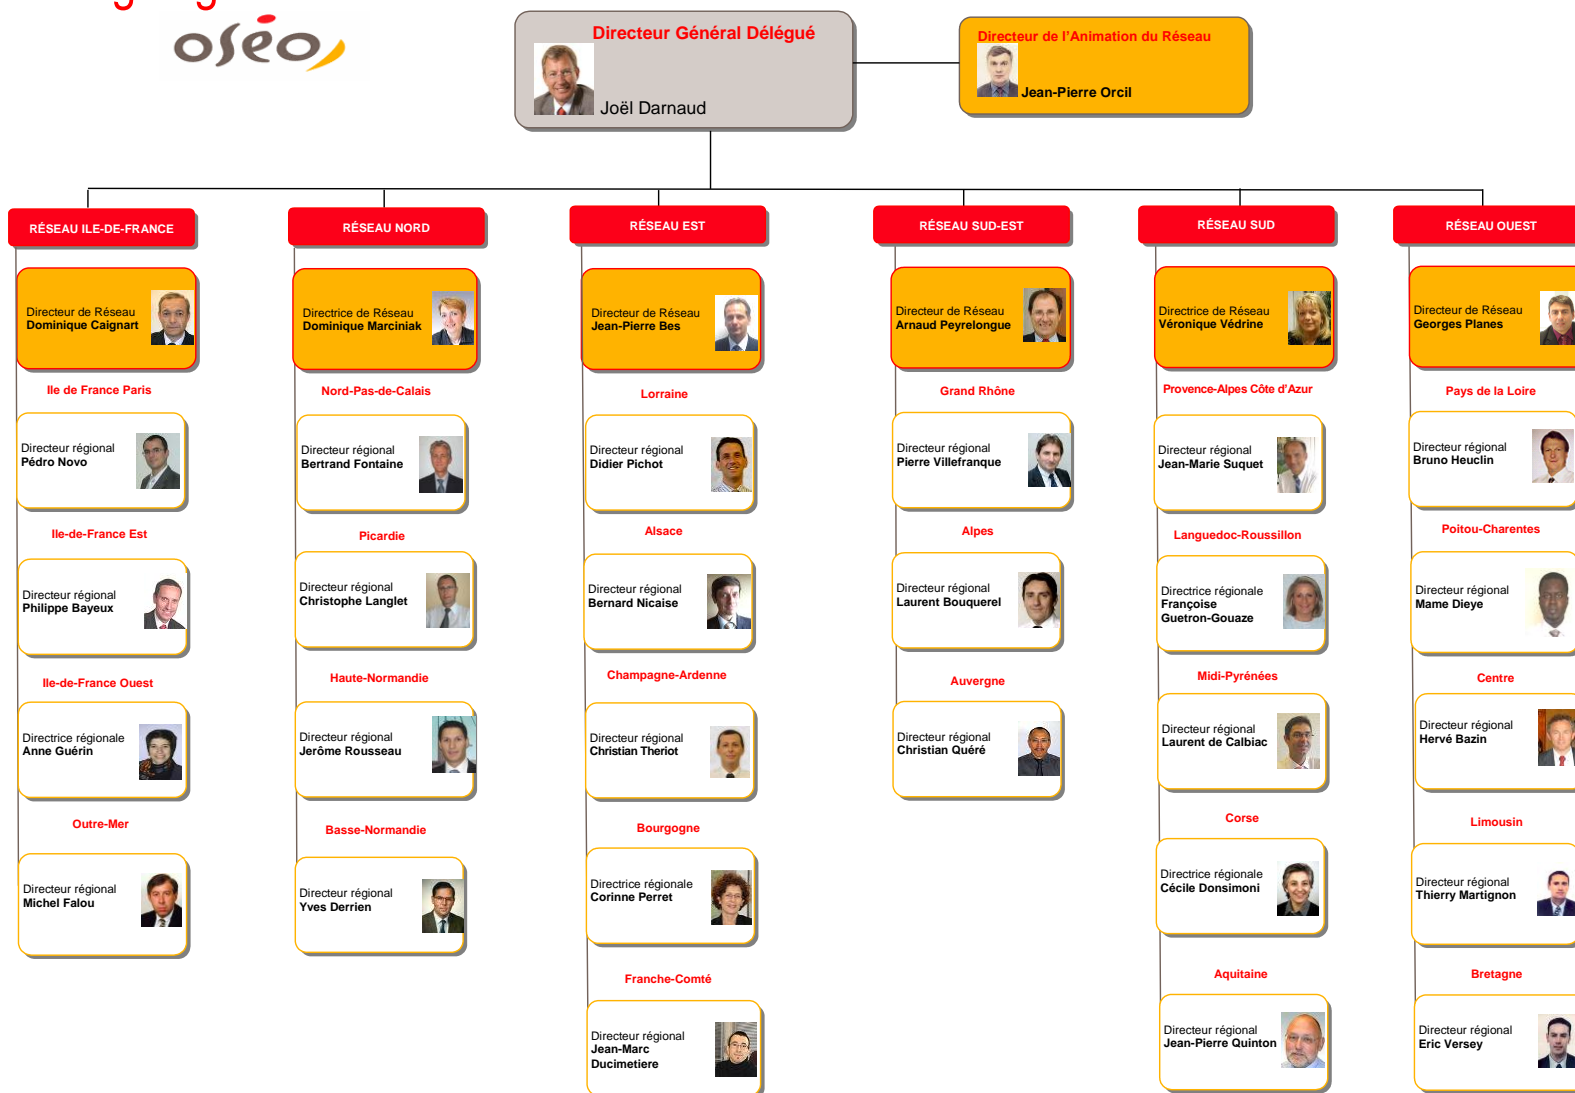 oséo
Directeur Général Délégué
Joël Darnaud
Directeur de l'Animation du Réseau
Jean-Pierre Orcil
RÉSEAU ILE-DE-FRANCE
Directeur de Réseau
Dominique Caignart
Ile de France Paris
Directeur régional
Pédro Novo
Ile-de-France Est
Directeur régional
Philippe Bayeux
Ile-de-France Ouest
Directrice régionale
Anne Guérin
Outre-Mer
Directeur régional
Michel Falou
RÉSEAU NORD
Directrice de Réseau
Dominique Marciniak
Nord-Pas-de-Calais
Directeur régional
Bertrand Fontaine
Picardie
Directeur régional
Christophe Langlet
Haute-Normandie
Directeur régional
Jerôme Rousseau
Basse-Normandie
Directeur régional
Yves Derrien
RÉSEAU EST
Directeur de Réseau
Jean-Pierre Bes
Lorraine
Directeur régional
Didier Pichot
Alsace
Directeur régional
Bernard Nicaise
Champagne-Ardenne
Directeur régional
Christian Theriot
Bourgogne
Directrice régionale
Corinne Perret
Franche-Comté
Directeur régional
Jean-Marc
Ducimetiere
RÉSEAU SUD-EST
Directeur de Réseau
Arnaud Peyrelongue
Grand Rhône
Directeur régional
Pierre Villefranque
Alpes
Directeur régional
Laurent Bouquerel
Auvergne
Directeur régional
Christian Quéré
RÉSEAU SUD
Directrice de Réseau
Véronique Védrine
Provence-Alpes Côte d'Azur
Directeur régional
Jean-Marie Suquet
Languedoc-Roussillon
Directrice régionale
Françoise
Guetron-Gouaze
Midi-Pyrénées
Directeur régional
Laurent de Calbiac
Corse
Directrice régionale
Cécile Donsimoni
Aquitaine
Directeur régional
Jean-Pierre Quinton
RÉSEAU OUEST
Directeur de Réseau
Georges Planes
Pays de la Loire
Directeur régional
Bruno Heuclin
Poitou-Charentes
Directeur régional
Mame Dieye
Centre
Directeur régional
Hervé Bazin
Limousin
Directeur régional
Thierry Martignon
Bretagne
Directeur régional
Eric Versey